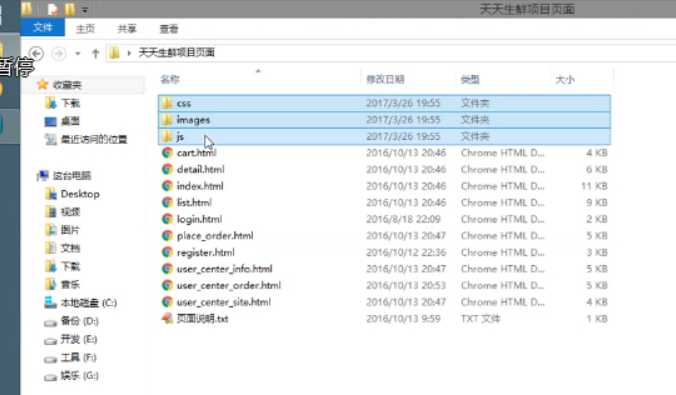 天天生鲜项目页面
文件 主页 共享 查看
天天生鲜项目页面
暂停
名称 修改日期 类型 大小
收藏夹
下载
桌面
最近访问的位置
这台电脑
Desktop
视频
图片
文档
下载
音乐
本地磁盘 (C:)
备份 (D:)
开发 (E:)
工具 (F:)
娱乐 (G:)
css 2017/3/26 19:55 文件夹
images 2017/3/26 19:55 文件夹
js 2017/3/26 19:55 文件夹
cart.html 2016/10/13 20:46 Chrome HTML D... 4 KB
detail.html 2016/10/13 20:46 Chrome HTML D... 6 KB
index.html 2016/10/13 20:46 Chrome HTML D... 11 KB
list.html 2016/10/13 20:46 Chrome HTML D... 9 KB
login.html 2016/8/18 22:09 Chrome HTML D... 2 KB
place_order.html 2016/10/13 20:47 Chrome HTML D... 5 KB
register.html 2016/10/12 22:36 Chrome HTML D... 3 KB
user_center_info.html 2016/10/13 20:47 Chrome HTML D... 5 KB
user_center_order.html 2016/10/13 20:53 Chrome HTML D... 5 KB
user_center_site.html 2016/10/13 20:47 Chrome HTML D... 4 KB
页面说明.txt 2016/10/13 9:59 TXT 文件 1 KB